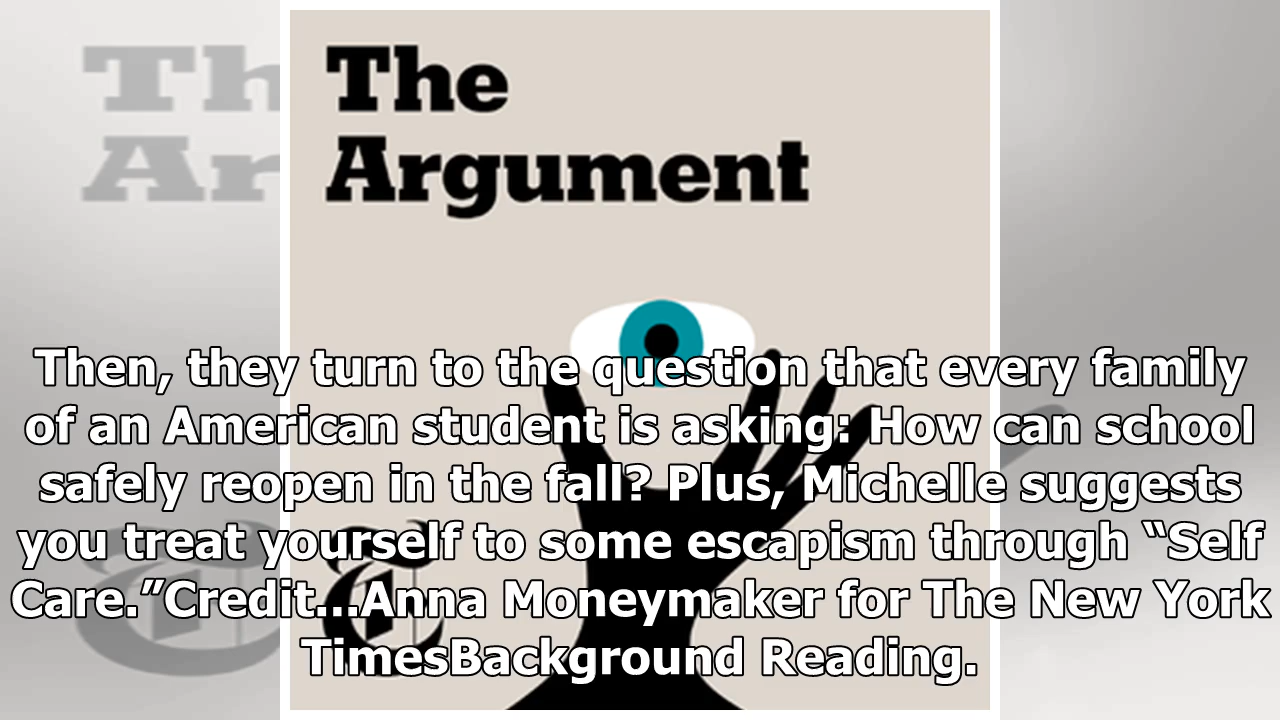 The
Argument
Th
Ar
Then, they turn to the question that every family
of an American student is asking: How can school
safely reopen in the fall? Plus, Michelle suggests
you treat yourself to some escapism through “Self
Care.”Credit...Anna Moneymaker for The New York
TimesBackground Reading.
T